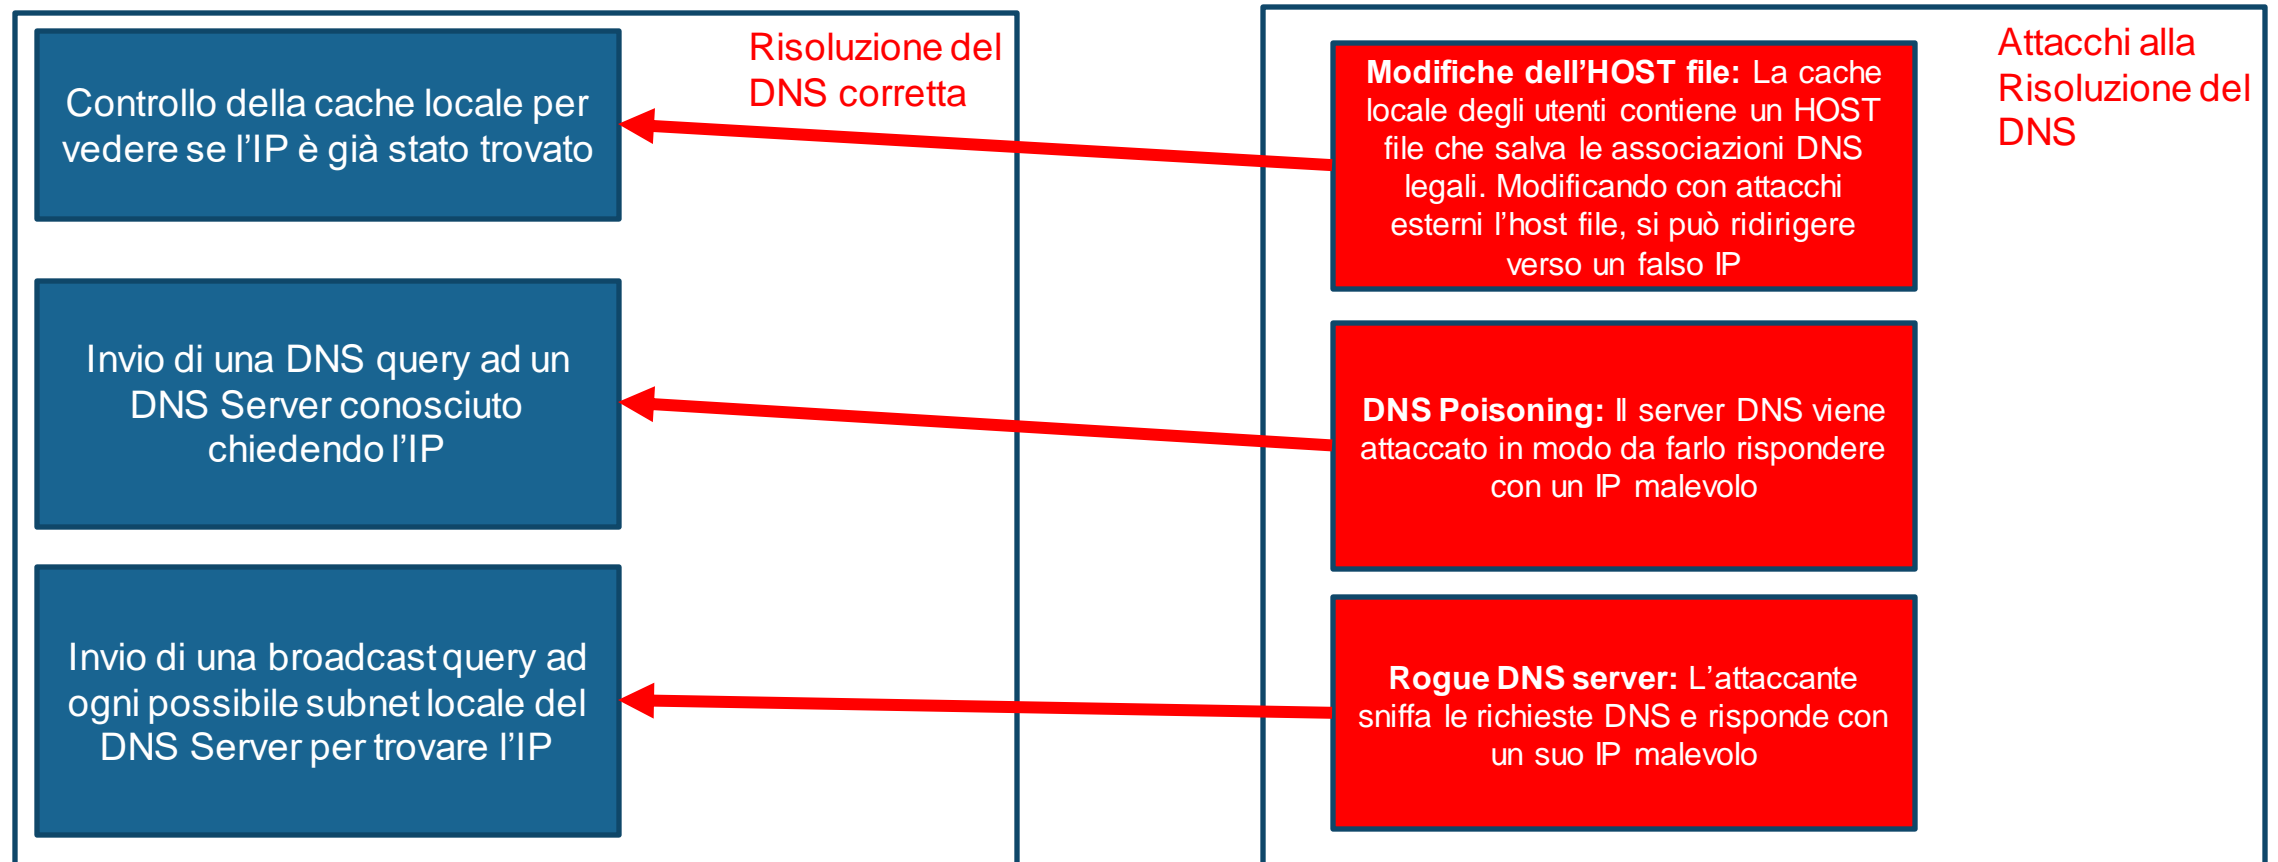 Risoluzione del
DNS corretta
Controllo della cache locale per
vedere se l'IP è già stato trovato
Invio di una DNS query ad un
DNS Server conosciuto
chiedendo l'IP
Invio di una broadcast query ad
ogni possibile subnet locale del
DNS Server per trovare l'IP
Attacchi alla
Risoluzione del
DNS
Modifiche dell'HOST file: La cache
locale degli utenti contiene un HOST
file che salva le associazioni DNS
legali. Modificando con attacchi
esterni l'host file, si può ridirigere
verso un falso IP
DNS Poisoning: Il server DNS viene
attaccato in modo da farlo rispondere
con un IP malevolo
Rogue DNS server: L'attaccante
sniffa le richieste DNS e risponde con
un suo IP malevolo